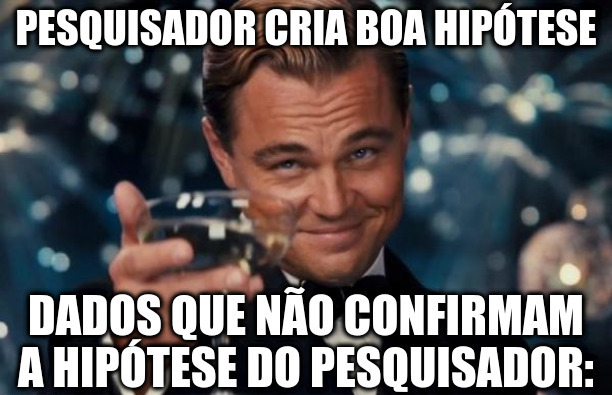 PESQUISADOR CRIA BOA HIPÓTESE
DADOS QUE NÃO CONFIRMAM
A HIPÓTESE DO PESQUISADOR: